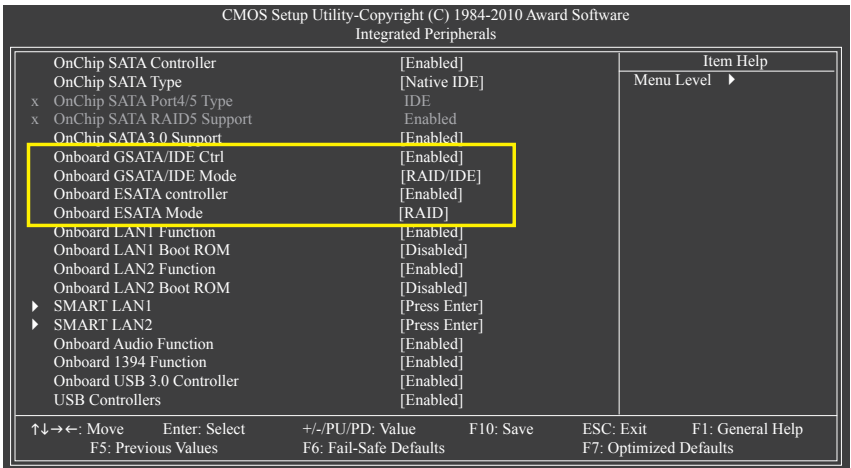 CMOS Setup Utility-Copyright (C) 1984-2010 Award Software
Integrated Peripherals
OnChip SATA Controller [Enabled] Item Help
OnChip SATA Type [Native IDE] Menu Level ▶
x OnChip SATA Port4/5 Type IDE
x OnChip SATA RAID5 Support Enabled
OnChip SATA3.0 Support [Enabled]
Onboard GSATA/IDE Ctrl [Enabled]
Onboard GSATA/IDE Mode [RAID/IDE]
Onboard ESATA controller [Enabled]
Onboard ESATA Mode [RAID]
Onboard LAN1 Function [Enabled]
Onboard LAN1 Boot ROM [Disabled]
Onboard LAN2 Function [Enabled]
Onboard LAN2 Boot ROM [Disabled]
▶ SMART LAN1 [Press Enter]
▶ SMART LAN2 [Press Enter]
Onboard Audio Function [Enabled]
Onboard 1394 Function [Enabled]
Onboard USB 3.0 Controller [Enabled]
USB Controllers [Enabled]
↑↓→←: Move Enter: Select +/-/PU/PD: Value F10: Save ESC: Exit F1: General Help
F5: Previous Values F6: Fail-Safe Defaults F7: Optimized Defaults